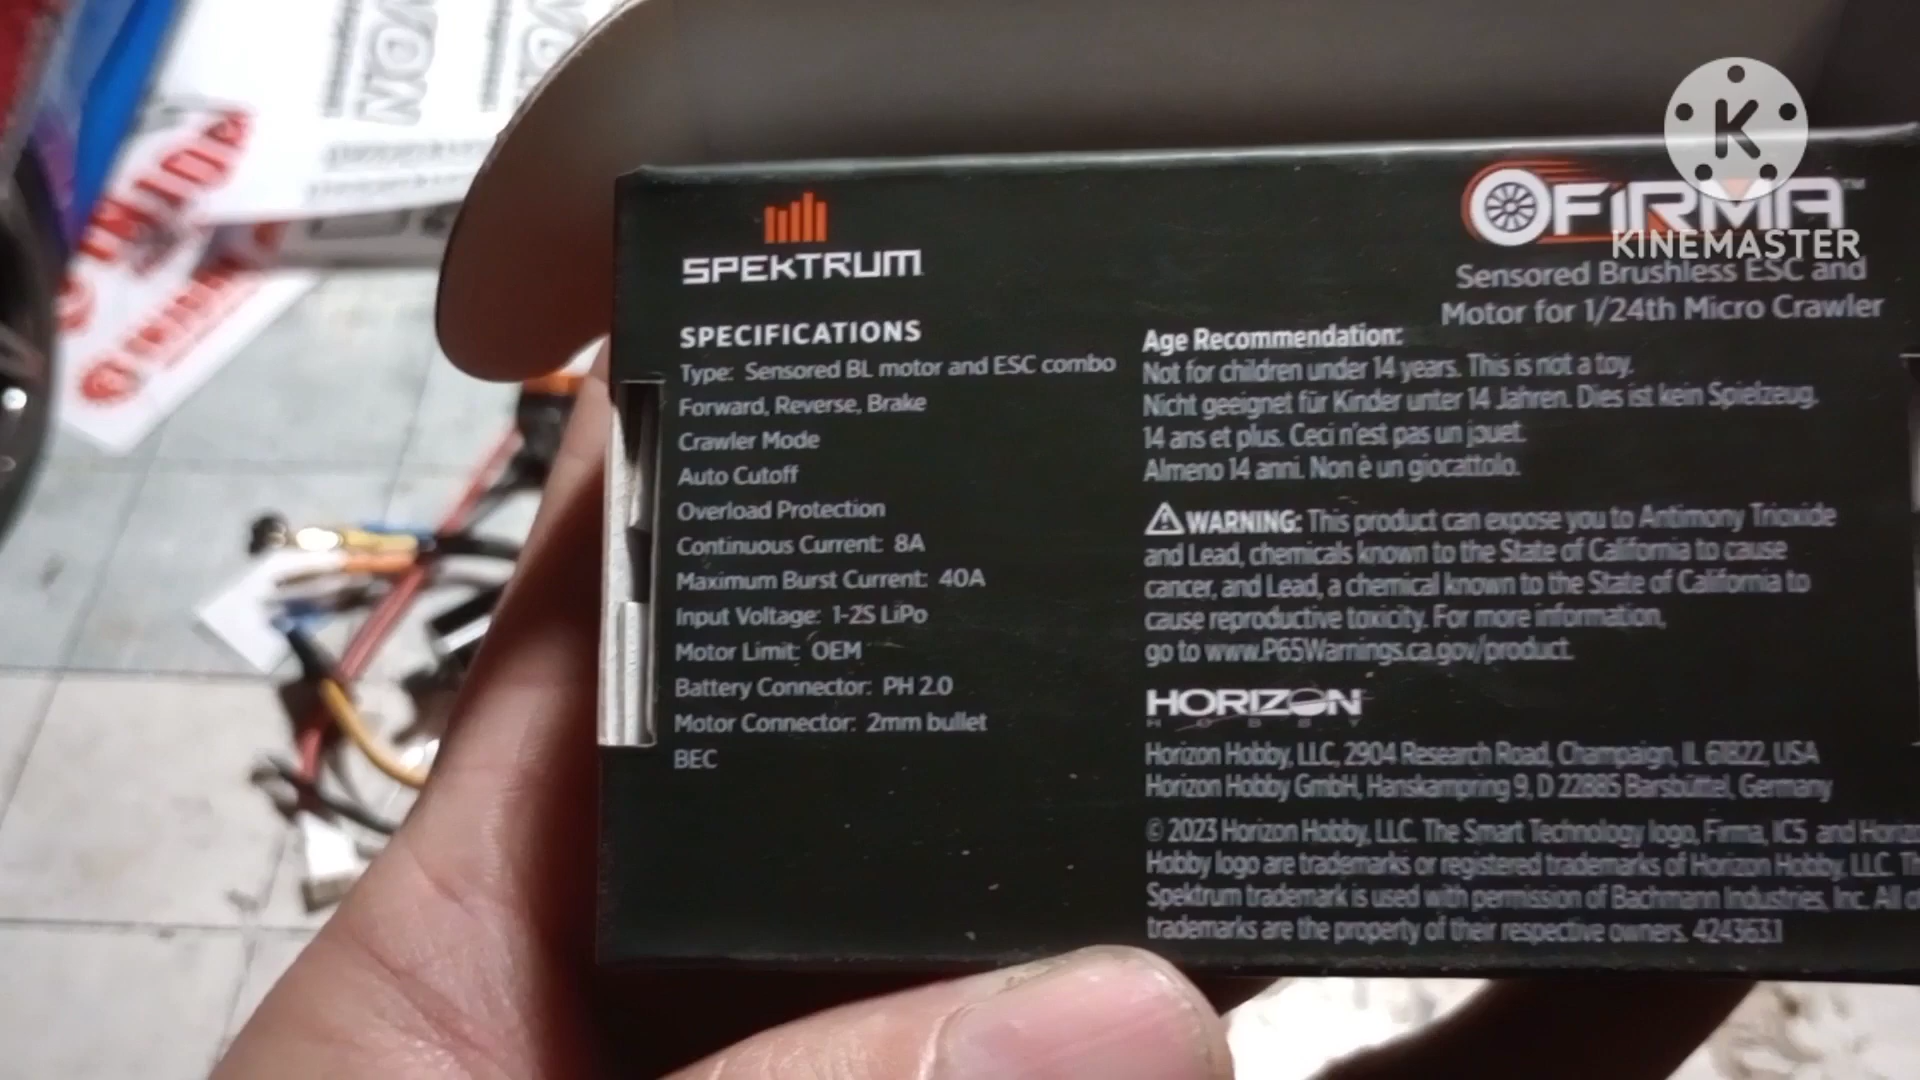 SPEKTRUM
SPECIFICATIONS
Type: Sensored BL motor and ESC combo
Forward, Reverse, Brake
Crawler Mode
Auto Cutoff
Overload Protection
Continuous Current: 8A
Maximum Burst Current: 40A
Input Voltage: 1-2S LiPo
Motor Limit: OEM
Battery Connector: PH 2.0
Motor Connector: 2mm bullet
BEC
FIRMA™
KINEMASTER
Sensored Brushless ESC and
Motor for 1/24th Micro Crawler
Age Recommendation:
Not for children under 14 years. This is not a toy.
Nicht geeignet für Kinder unter 14 Jahren. Dies ist kein Spielzeug.
14 ans et plus. Ceci n'est pas un jouet.
Almeno 14 anni. Non è un giocattolo.
WARNING: This product can expose you to Antimony Trioxide
and Lead, chemicals known to the State of California to cause
cancer, and Lead, a chemical known to the State of California to
cause reproductive toxicity. For more information,
go to www.P65Warnings.ca.gov/product.
HORIZON
HOBBY
Horizon Hobby, LLC, 2904 Research Road, Champaign, IL 61822, USA
Horizon Hobby GmbH, Hanskampring 9, D 22885 Barsbüttel, Germany
© 2023 Horizon Hobby, LLC. The Smart Technology logo, Firma, IC5 and Horizo
Hobby logo are trademarks or registered trademarks of Horizon Hobby, LLC. Th
Spektrum trademark is used with permission of Bachmann Industries, Inc. All o
trademarks are the property of their respective owners. 424363.1